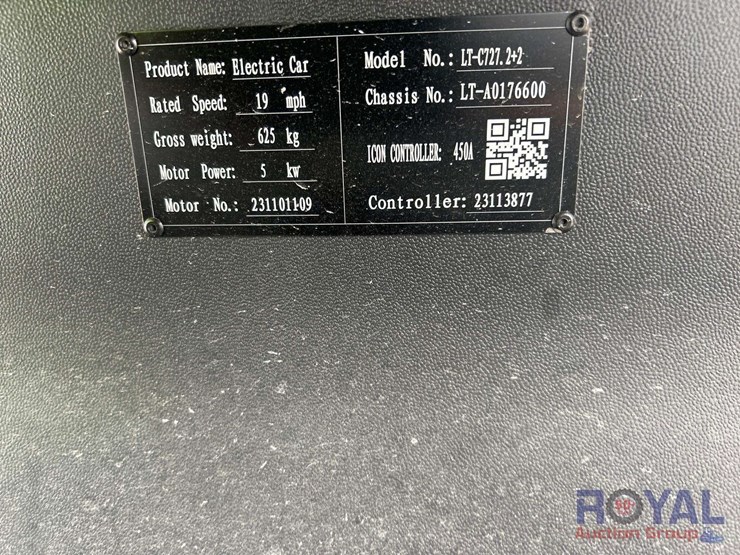 Product Name: Electric Car
Rated Speed: 19 mph
Gross weight: 625 kg
Motor Power: 5 kw
Motor No.: 231101109
Model No.: LT-C727.2+2
Chassis No.: LT-A0176600
ICON CONTROLLER: 450A
Controller: 23113877
ROYAL
Auction Group